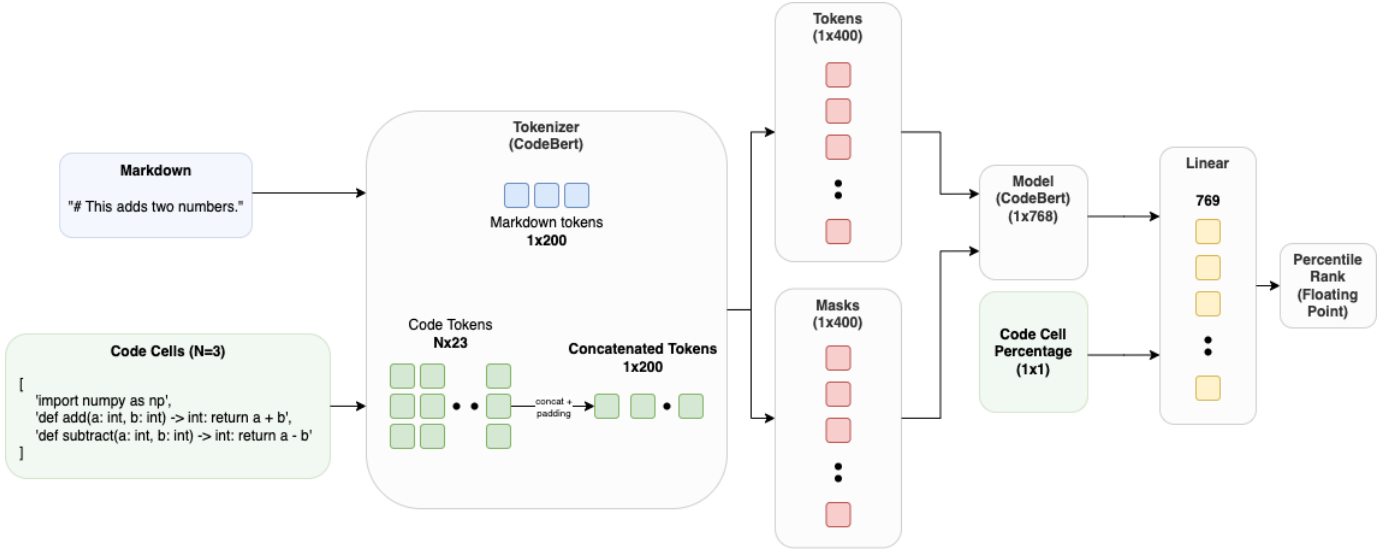 Markdown
"# This adds two numbers."
Code Cells (N=3)
[
'import numpy as np',
'def add(a: int, b: int) -> int: return a + b',
'def subtract(a: int, b: int) -> int: return a - b'
]
Tokenizer
(CodeBert)
Markdown tokens
1x200
Code Tokens
Nx23
concat +
padding
Concatenated Tokens
1x200
Tokens
(1x400)
Masks
(1x400)
Model
(CodeBert)
(1x768)
Code Cell
Percentage
(1x1)
Linear
769
Percentile
Rank
(Floating
Point)